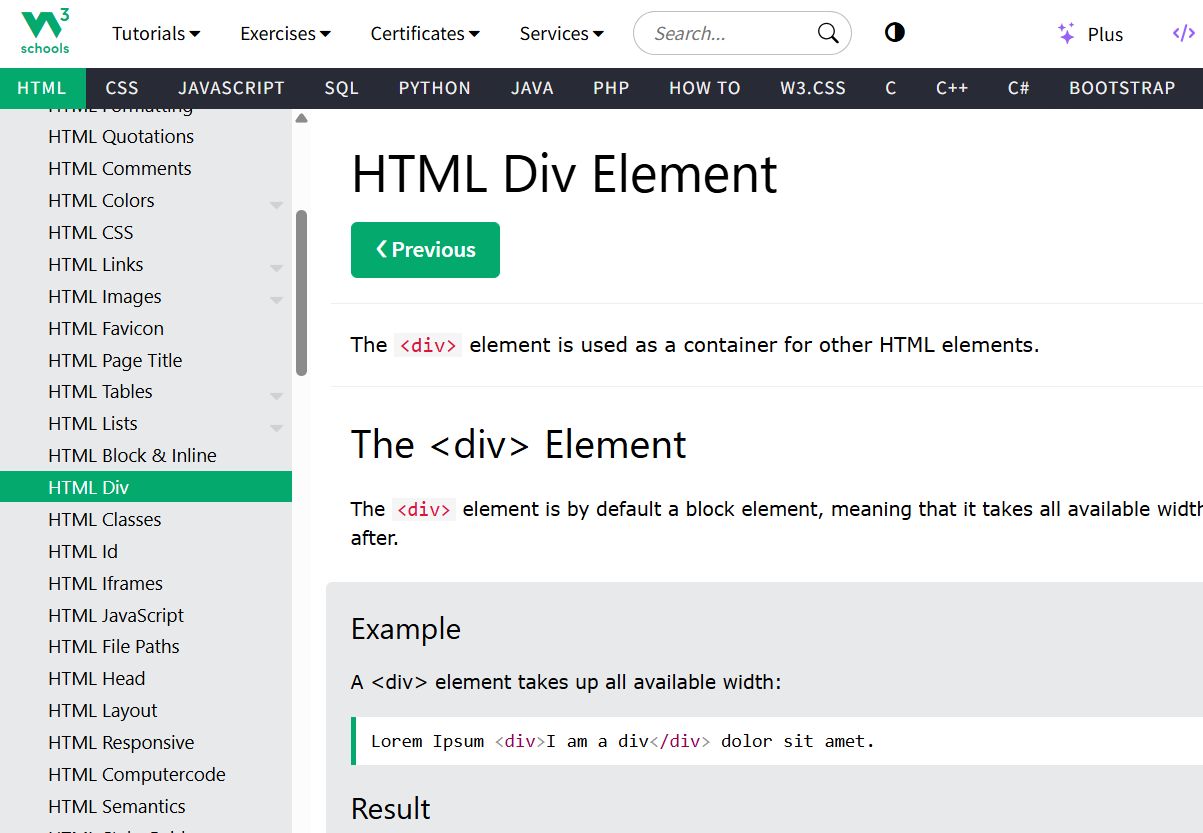 3
schools
Tutorials
Exercises
Certificates
Services
Search...
Plus
</>
HTML
CSS
JAVASCRIPT
SQL
PYTHON
JAVA
PHP
HOW TO
W3.CSS
C
C++
C#
BOOTSTRAP
HTML Formatting
HTML Quotations
HTML Comments
HTML Colors
HTML CSS
HTML Links
HTML Images
HTML Favicon
HTML Page Title
HTML Tables
HTML Lists
HTML Block & Inline
HTML Div
HTML Classes
HTML Id
HTML Iframes
HTML JavaScript
HTML File Paths
HTML Head
HTML Layout
HTML Responsive
HTML Computercode
HTML Semantics
HTML Div Element
❮ Previous
The <div> element is used as a container for other HTML elements.
The <div> Element
The <div> element is by default a block element, meaning that it takes all available width
after.
Example
A <div> element takes up all available width:
Lorem Ipsum <div>I am a div</div> dolor sit amet.
Result